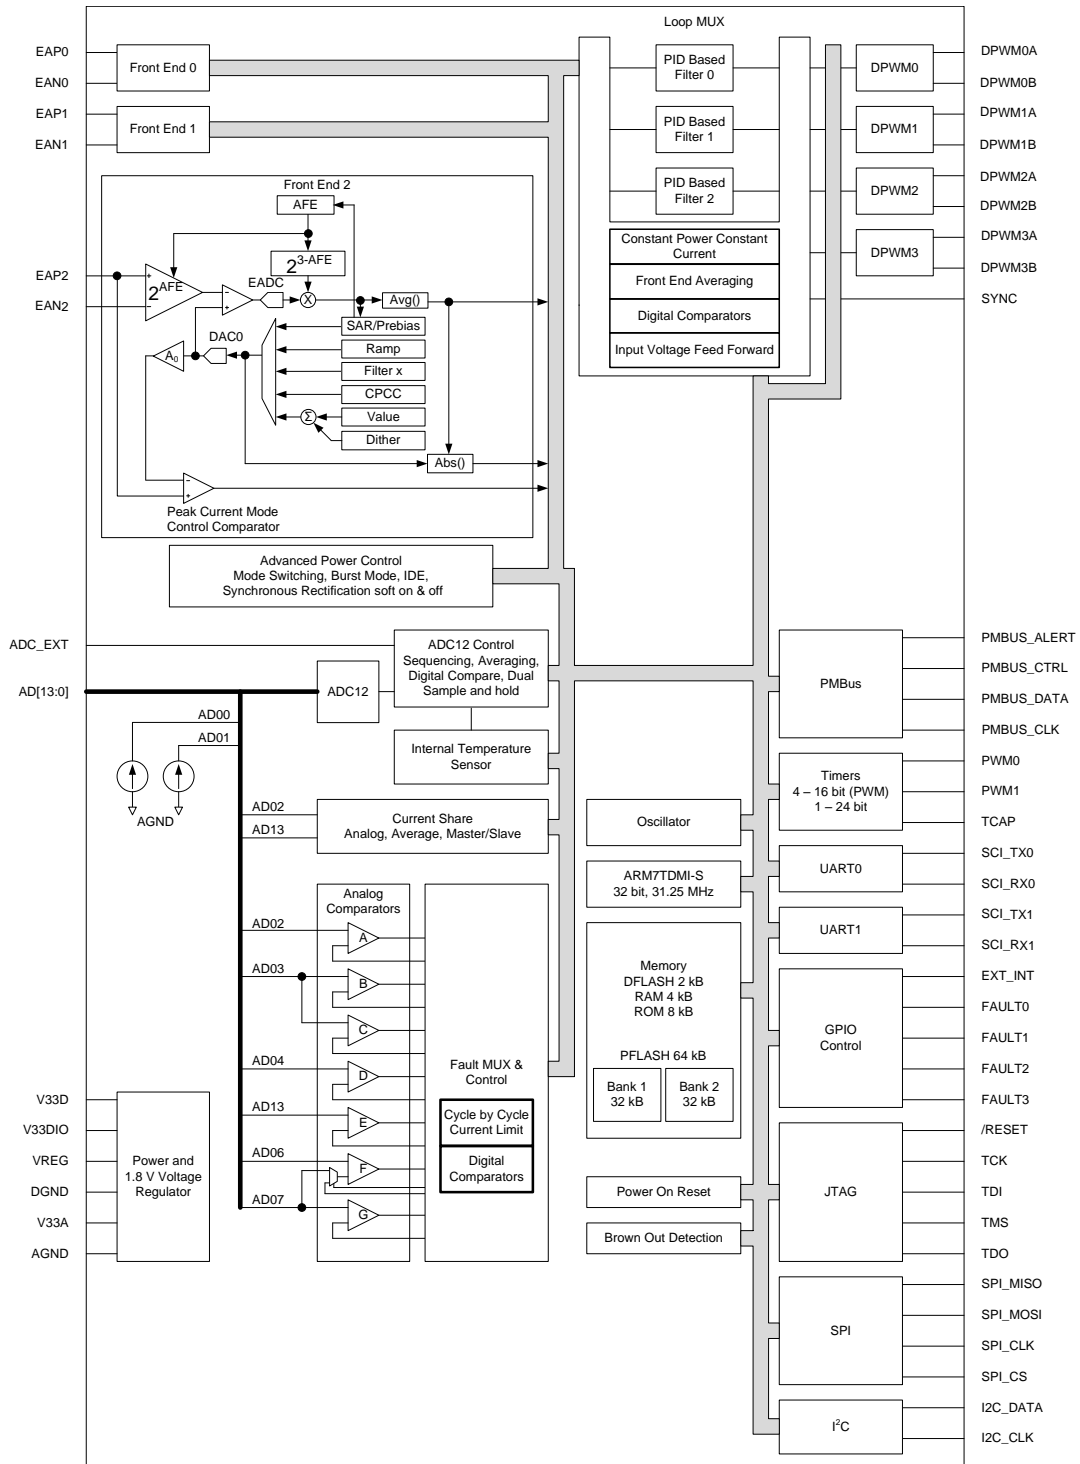 Loop MUX
EAP0
EAN0
EAP1
EAN1
Front End 0
Front End 1
PID Based
Filter 0
PID Based
Filter 1
PID Based
Filter 2
DPWM0
DPWM1
DPWM2
DPWM3
DPWM0A
DPWM0B
DPWM1A
DPWM1B
DPWM2A
DPWM2B
DPWM3A
DPWM3B
SYNC
Constant Power Constant
Current
Front End Averaging
Digital Comparators
Input Voltage Feed Forward
Front End 2
AFE
2^3-AFE
EAP2
EAN2
2^AFE
+
-
-
+
EADC
X
Avg()
SAR/Prebias
Ramp
Filter x
CPCC
Value
Dither
Σ
DAC0
A0
Abs()
-
+
Peak Current Mode
Control Comparator
Advanced Power Control
Mode Switching, Burst Mode, IDE,
Synchronous Rectification soft on & off
ADC_EXT
AD[13:0]
ADC12
ADC12 Control
Sequencing, Averaging,
Digital Compare, Dual
Sample and hold
AD00
AD01
AGND
Internal Temperature
Sensor
AD02
AD13
Current Share
Analog, Average, Master/Slave
Analog
Comparators
AD02
AD03
AD04
AD13
AD06
AD07
A
B
C
D
E
F
G
Fault MUX &
Control
Cycle by Cycle
Current Limit
Digital
Comparators
V33D
V33DIO
VREG
DGND
V33A
AGND
Power and
1.8 V Voltage
Regulator
Oscillator
ARM7TDMI-S
32 bit, 31.25 MHz
Memory
DFLASH 2 kB
RAM 4 kB
ROM 8 kB
PFLASH 64 kB
Bank 1
32 kB
Bank 2
32 kB
Power On Reset
Brown Out Detection
PMBus
PMBUS_ALERT
PMBUS_CTRL
PMBUS_DATA
PMBUS_CLK
Timers
4 – 16 bit (PWM)
1 – 24 bit
PWM0
PWM1
TCAP
UART0
SCI_TX0
SCI_RX0
UART1
SCI_TX1
SCI_RX1
GPIO
Control
EXT_INT
FAULT0
FAULT1
FAULT2
FAULT3
JTAG
/RESET
TCK
TDI
TMS
TDO
SPI
SPI_MISO
SPI_MOSI
SPI_CLK
SPI_CS
I²C
I2C_DATA
I2C_CLK